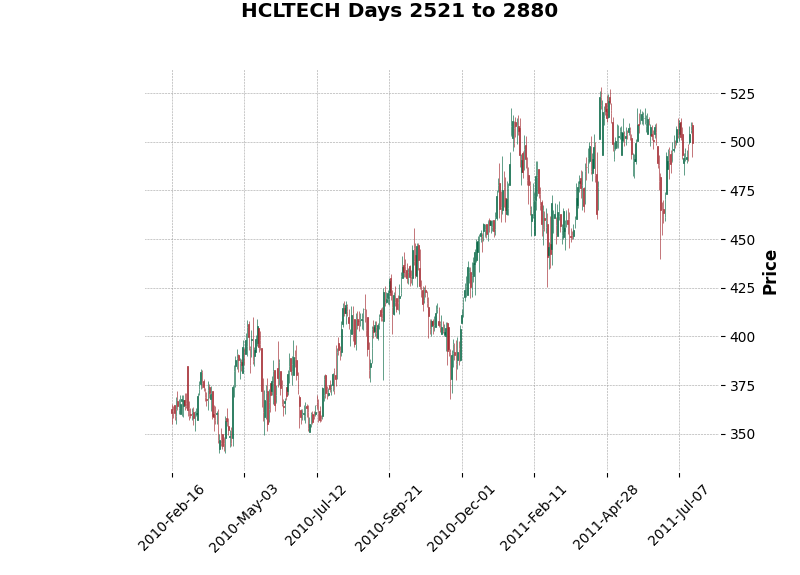 HCLTECH Days 2521 to 2880
525
500
475
450
425
400
375
350
Price
2010-Feb-16
2010-May-03
2010-Jul-12
2010-Sep-21
2010-Dec-01
2011-Feb-11
2011-Apr-28
2011-Jul-07